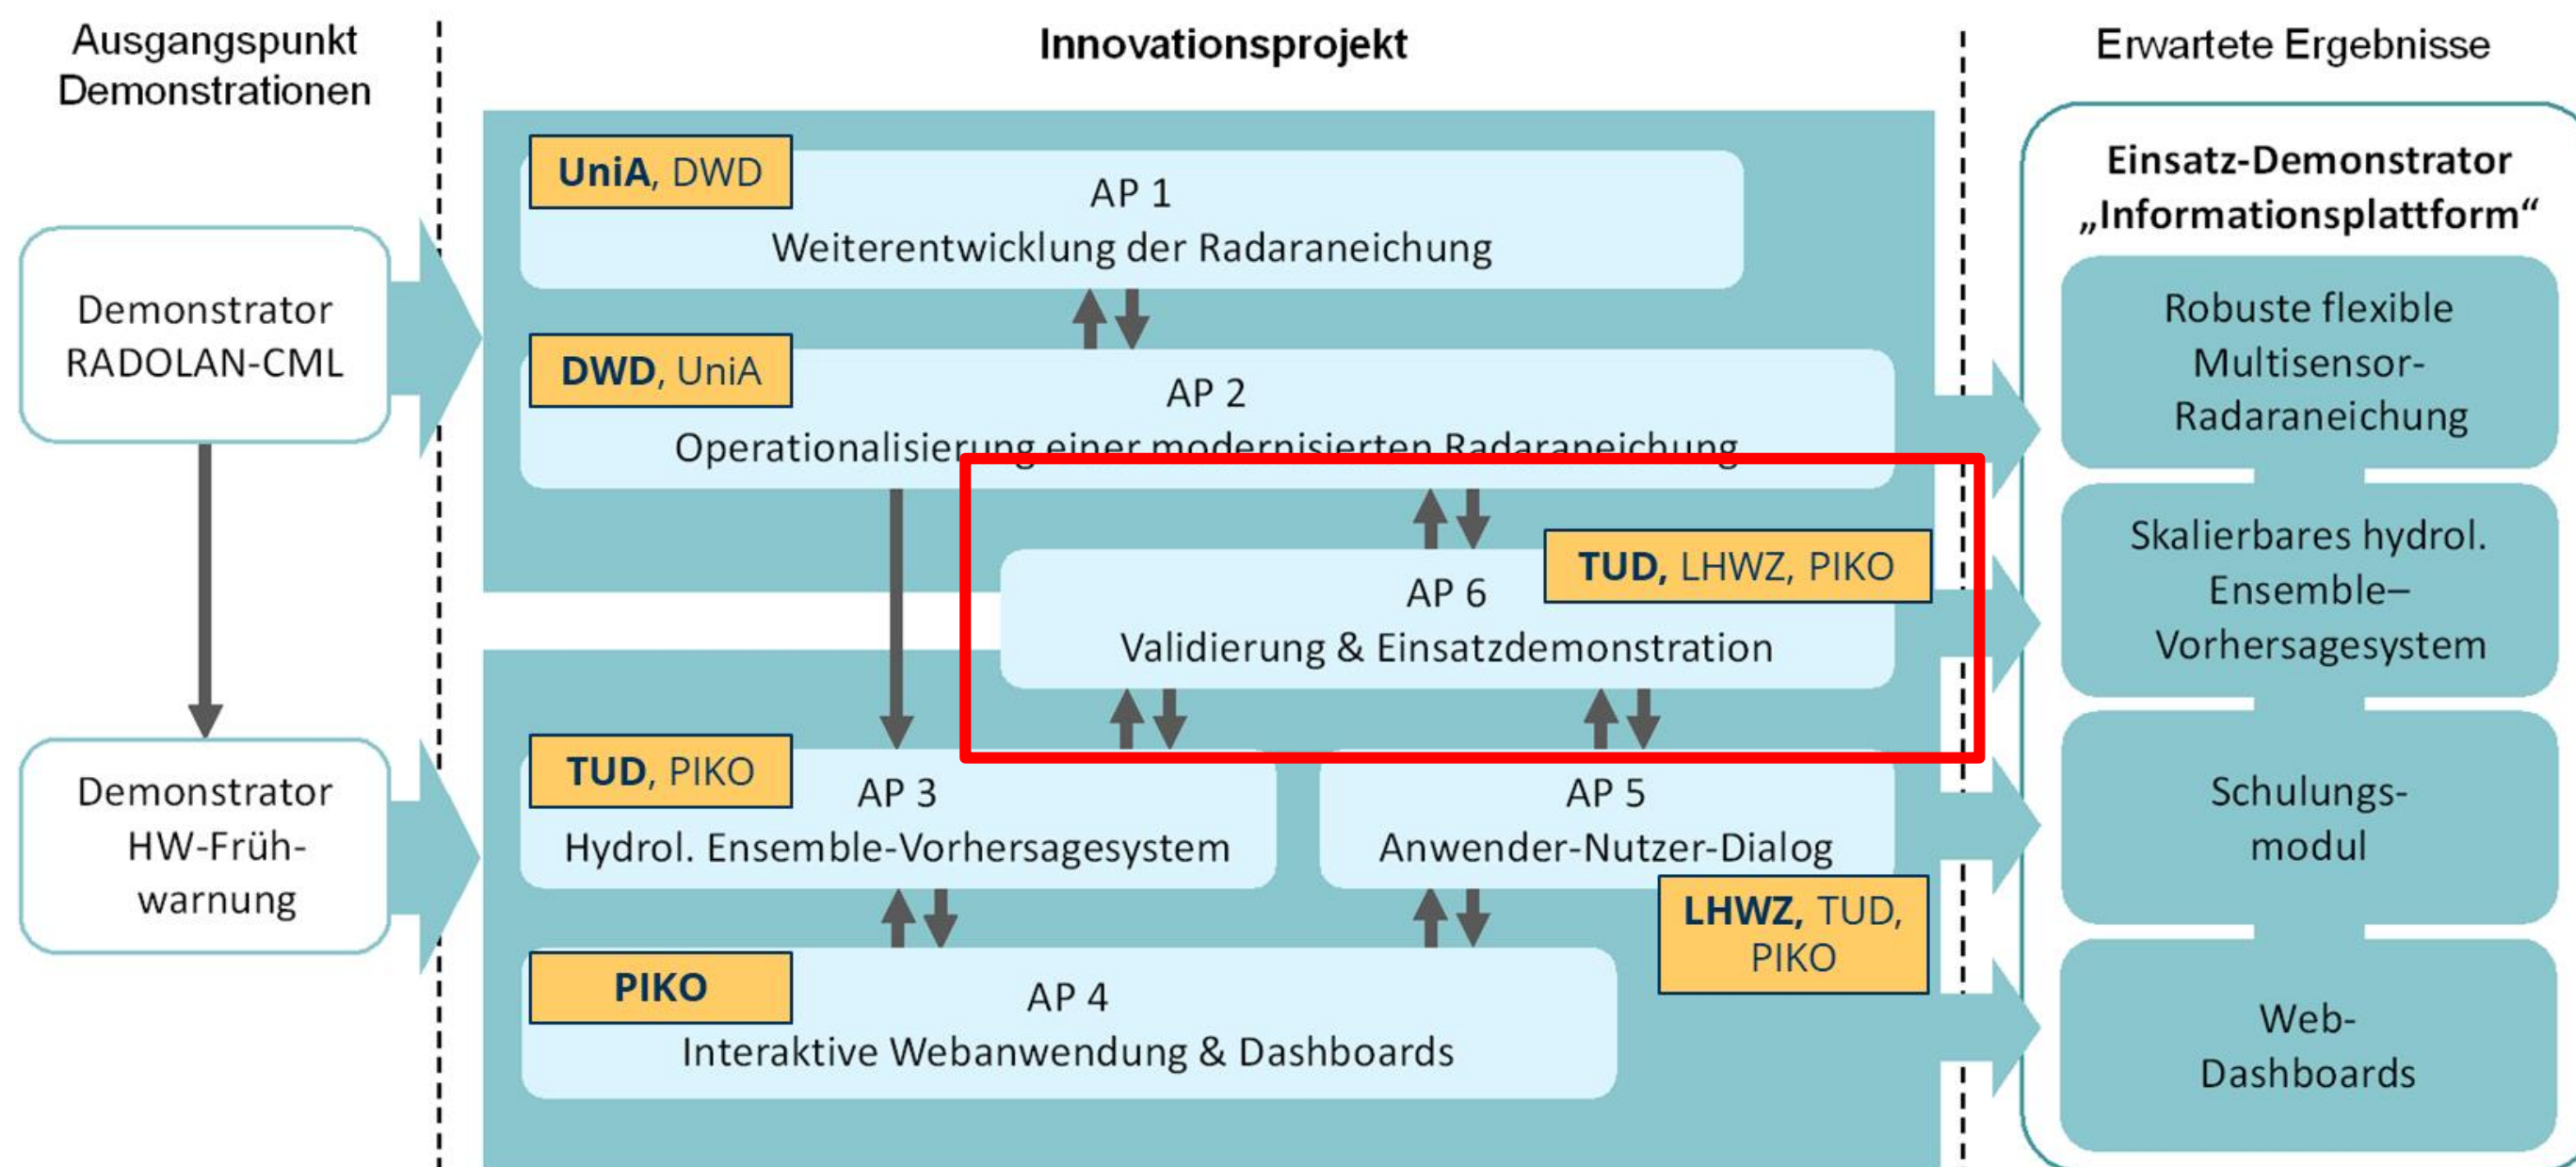 Ausgangspunkt
Demonstrationen
Innovationsprojekt
Erwartete Ergebnisse
Demonstrator
RADOLAN-CML
Demonstrator
HW-Früh-
warnung
UniA, DWD
AP 1
Weiterentwicklung der Radaraneichung
DWD, UniA
AP 2
Operationalisierung einer modernisierten Radaraneichung
TUD, LHWZ, PIKO
AP 6
Validierung & Einsatzdemonstration
TUD, PIKO
AP 3
Hydrol. Ensemble-Vorhersagesystem
AP 5
Anwender-Nutzer-Dialog
LHWZ, TUD,
PIKO
PIKO
AP 4
Interaktive Webanwendung & Dashboards
Einsatz-Demonstrator
„Informationsplattform“
Robuste flexible
Multisensor-
Radaraneichung
Skalierbares hydrol.
Ensemble–
Vorhersagesystem
Schulungs-
modul
Web-
Dashboards